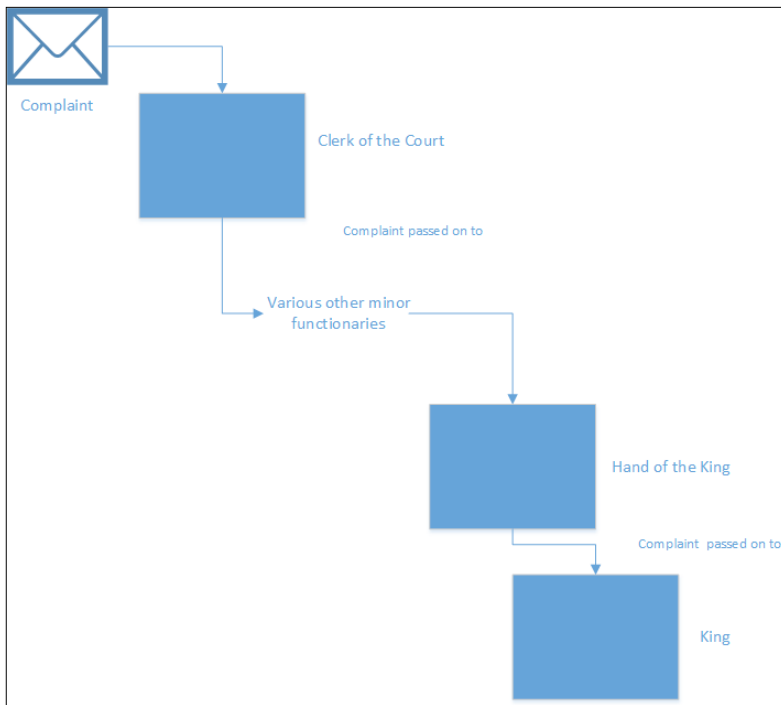 Complaint
Clerk of the Court
Complaint passed on to
Various other minor
functionaries
Hand of the King
Complaint  passed on to
King